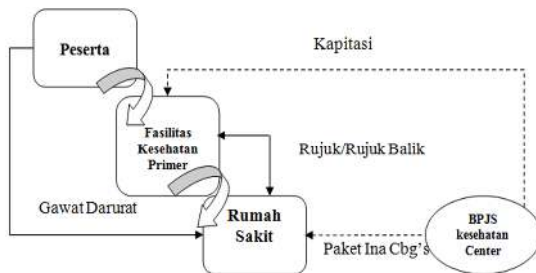 Peserta
Kapitasi
Fasilitas
Kesehatan
Primer
Rujuk/Rujuk Balik
Gawat Darurat
Rumah
Sakit
BPJS
kesehatan
Center
Paket Ina Cbg's